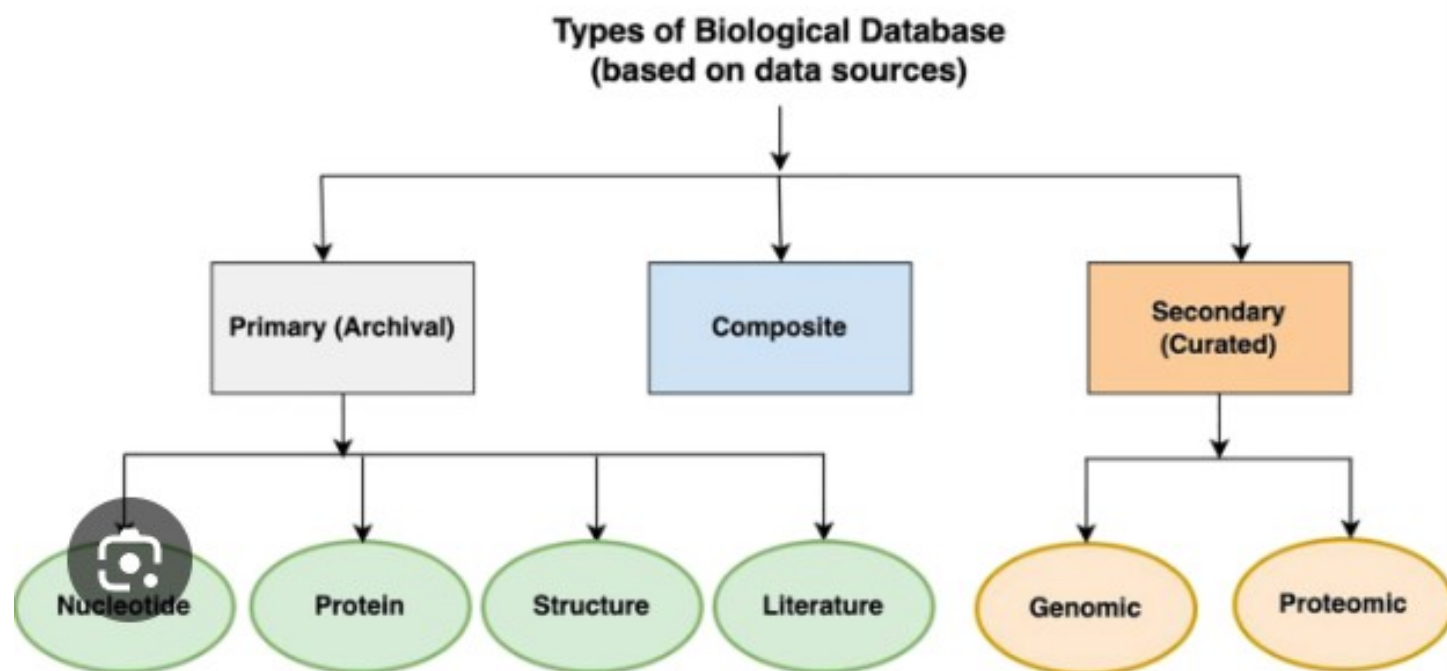 Types of Biological Database
(based on data sources)
Primary (Archival)
Composite
Secondary
(Curated)
Nucleotide
Protein
Structure
Literature
Genomic
Proteomic